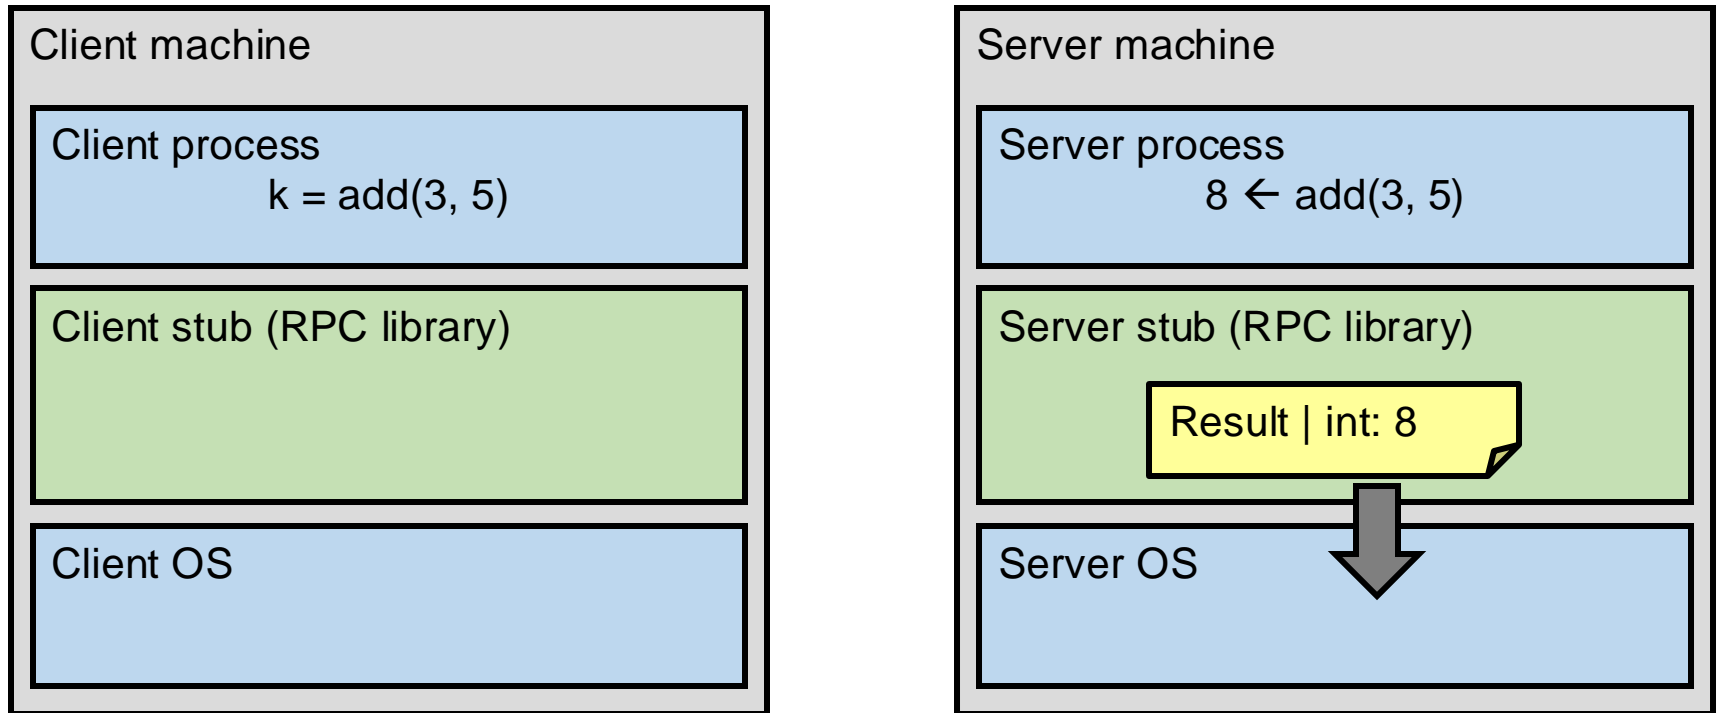 Client machine
Client process
k = add(3, 5)
Client stub (RPC library)
Client OS
Server machine
Server process
8 ← add(3, 5)
Server stub (RPC library)
Result | int: 8
Server OS